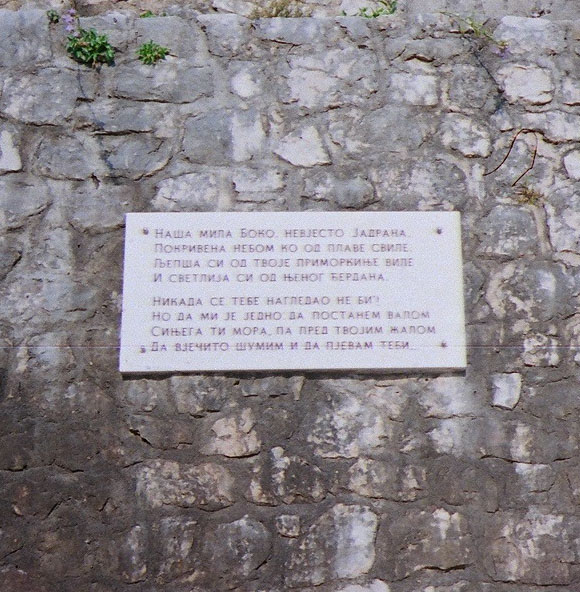 Наша мила Боко, невјесто Јадрана,
Покривена небом ко од плаве свиле,
Љепша си од твоје приморкиње виле
И светлија си од њеног ђердана.
Никада се тебе нагледао не би'!
Но да ми је једно да постанем валом
Сињега ти мора, па пред твојим жалом
Да вјечито шумим и да пјевам теби...